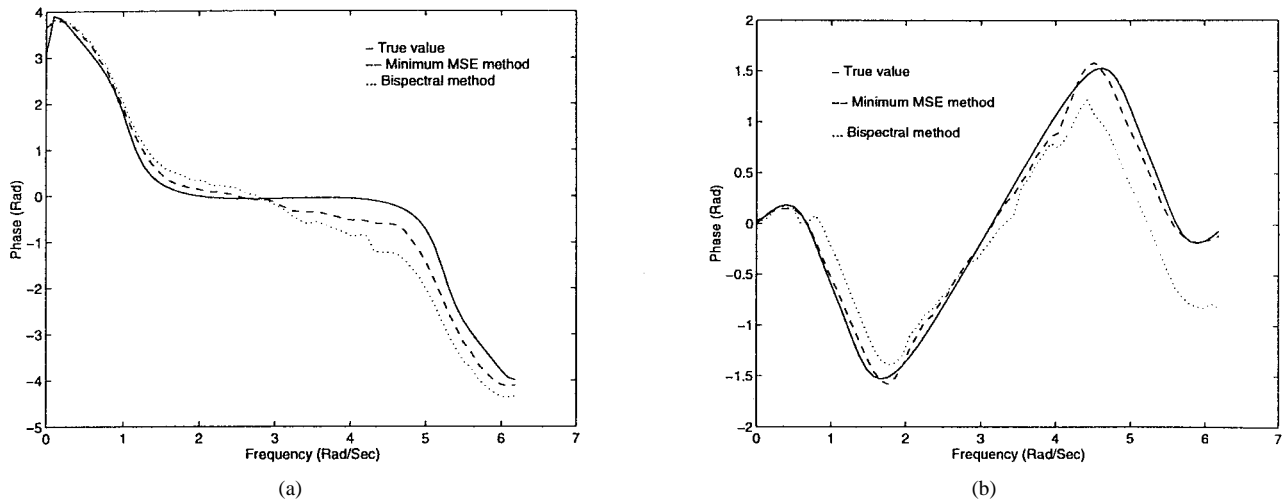 4
3
2
1
0
−1
−2
−3
−4
−5
Phase (Rad)
– True value
-- Minimum MSE method
... Bispectral method
0 1 2 3 4 5 6 7
Frequency (Rad/Sec)
(a)
2
1.5
1
0.5
0
−0.5
−1
−1.5
−2
Phase (Rad)
– True value
-- Minimum MSE method
... Bispectral method
0 1 2 3 4 5 6 7
Frequency (Rad/Sec)
(b)